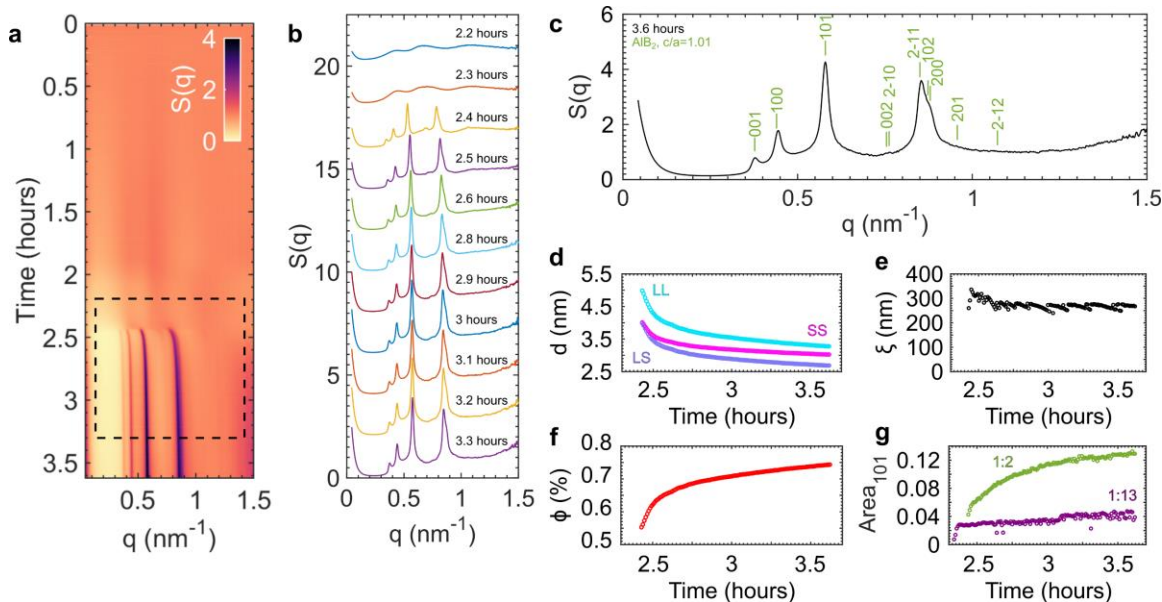 a
0
0.5
1
1.5
2
2.5
3
3.5
Time (hours)
4
2
0
S(q)
0.5
1
1.5
q (nm⁻¹)
b
20
15
10
5
0
S(q)
2.2 hours
2.3 hours
2.4 hours
2.5 hours
2.6 hours
2.8 hours
2.9 hours
3 hours
3.1 hours
3.2 hours
3.3 hours
0
0.5
1
1.5
q (nm⁻¹)
c
6
4
2
0
S(q)
3.6 hours
AlB₂, c/a=1.01
001
100
101
002
2-10
2-11
102
200
201
2-12
0
0.5
1
1.5
q (nm⁻¹)
d
5.5
4.5
3.5
2.5
d (nm)
LL
SS
LS
2.5
3
3.5
Time (hours)
e
400
300
200
100
0
ξ (nm)
2.5
3
3.5
Time (hours)
f
0.8
0.7
0.6
0.5
ϕ (%)
2.5
3
3.5
Time (hours)
g
0.12
0.08
0.04
0
Area₁₀₁
1:2
1:13
2.5
3
3.5
Time (hours)